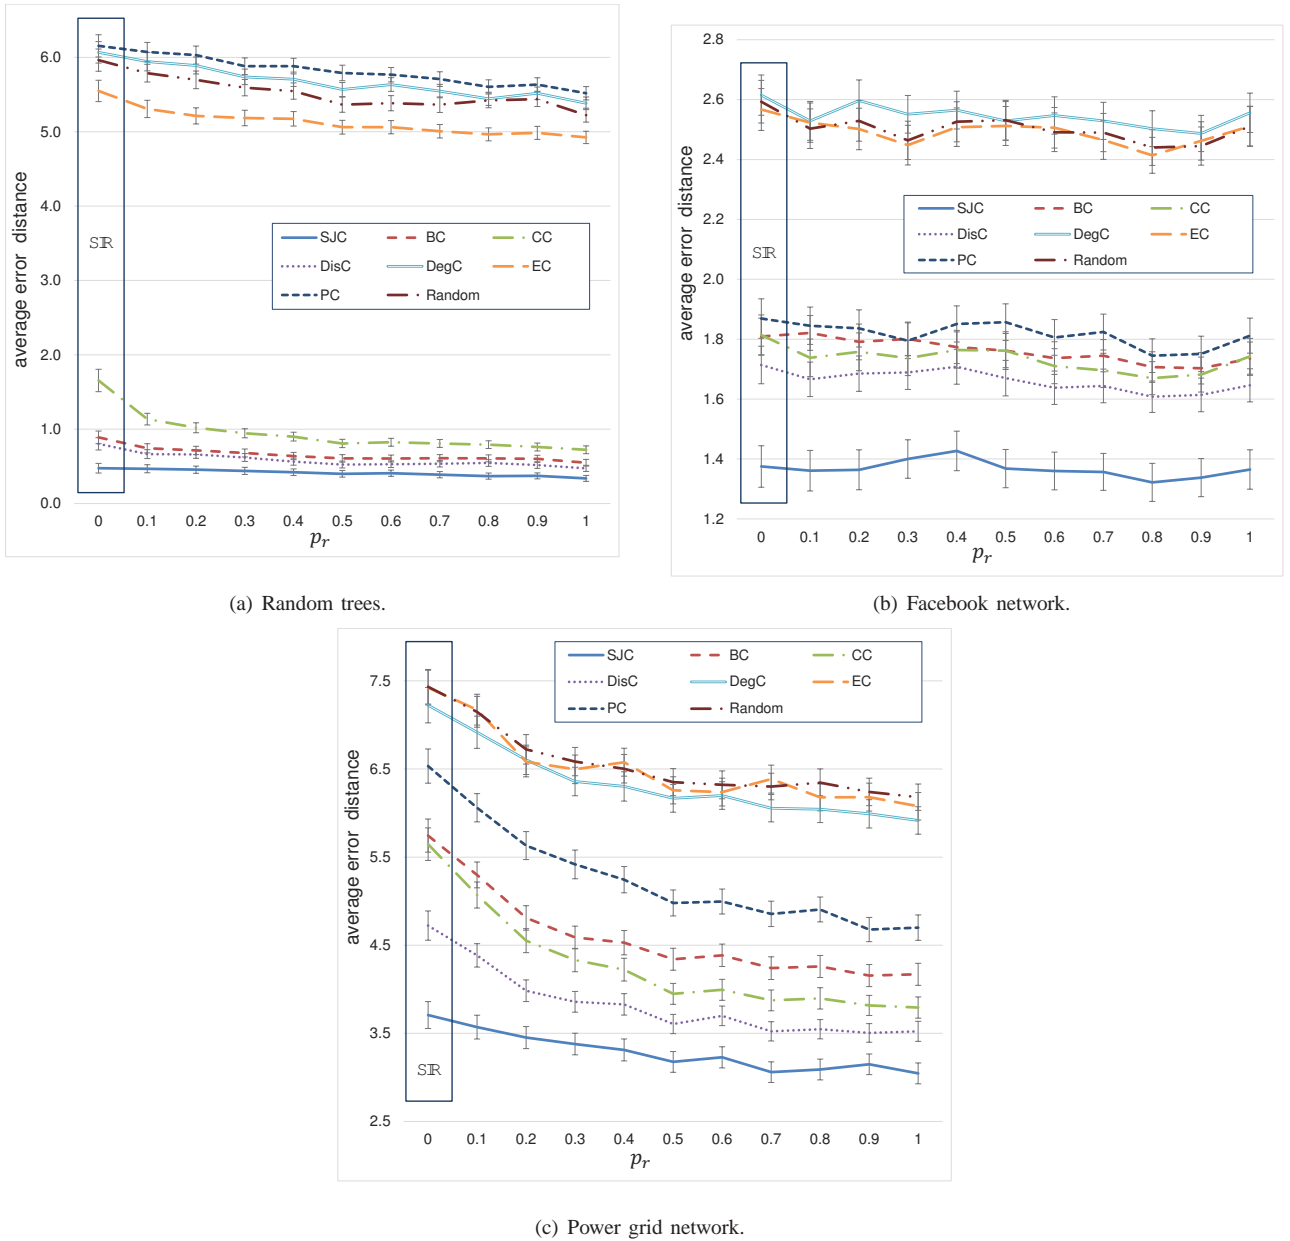 6.0
5.0
4.0
3.0
2.0
1.0
0.0
average error distance
SIR
SJC BC CC
DisC DegC EC
PC Random
0 0.1 0.2 0.3 0.4 0.5 0.6 0.7 0.8 0.9 1
p_r
(a) Random trees.
2.8
2.6
2.4
2.2
2.0
1.8
1.6
1.4
1.2
average error distance
SIR
SJC BC CC
DisC DegC EC
PC Random
0 0.1 0.2 0.3 0.4 0.5 0.6 0.7 0.8 0.9 1
p_r
(b) Facebook network.
7.5
6.5
5.5
4.5
3.5
2.5
average error distance
SIR
SJC BC CC
DisC DegC EC
PC Random
0 0.1 0.2 0.3 0.4 0.5 0.6 0.7 0.8 0.9 1
p_r
(c) Power grid network.